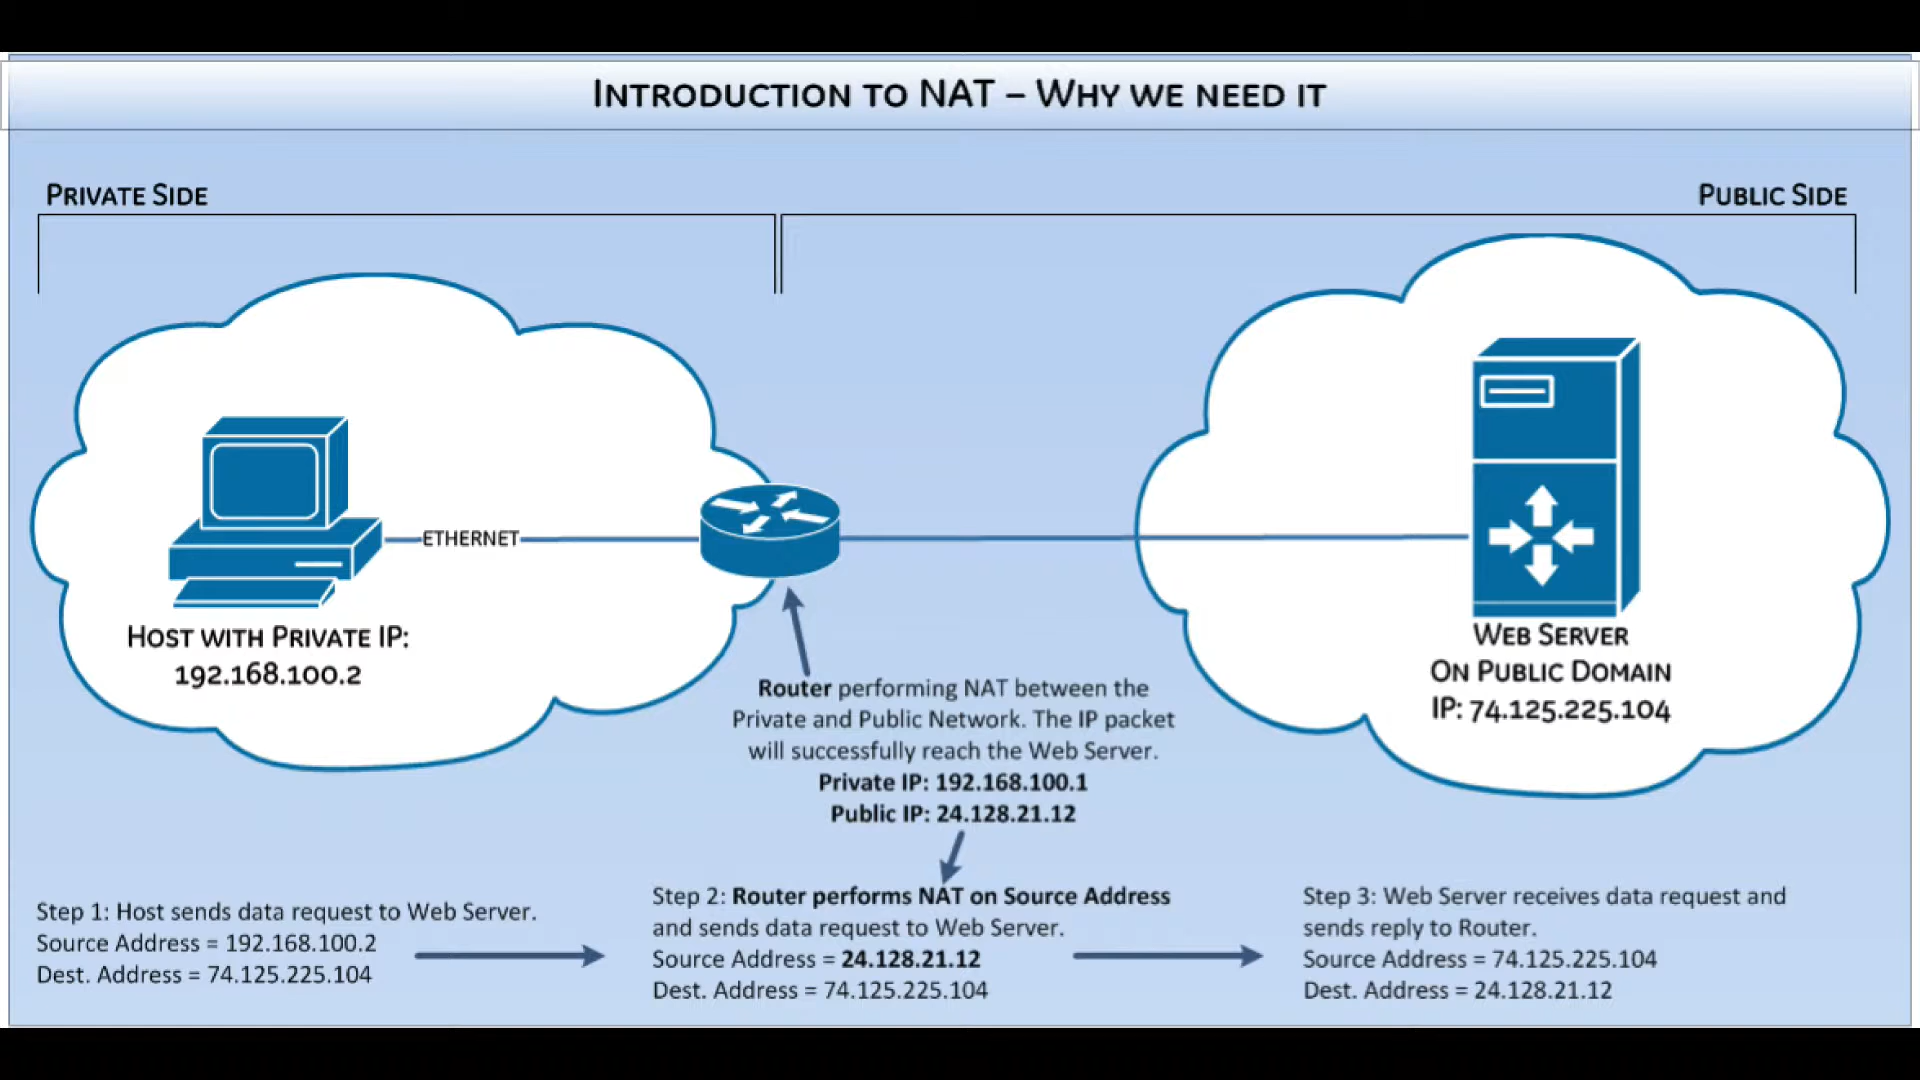 INTRODUCTION TO NAT – WHY WE NEED IT
PRIVATE SIDE
PUBLIC SIDE
ETHERNET
HOST WITH PRIVATE IP:
192.168.100.2
WEB SERVER
ON PUBLIC DOMAIN
IP: 74.125.225.104
Router performing NAT between the
Private and Public Network. The IP packet
will successfully reach the Web Server.
Private IP: 192.168.100.1
Public IP: 24.128.21.12
Step 1: Host sends data request to Web Server.
Source Address = 192.168.100.2
Dest. Address = 74.125.225.104
Step 2: Router performs NAT on Source Address
and sends data request to Web Server.
Source Address = 24.128.21.12
Dest. Address = 74.125.225.104
Step 3: Web Server receives data request and
sends reply to Router.
Source Address = 74.125.225.104
Dest. Address = 24.128.21.12